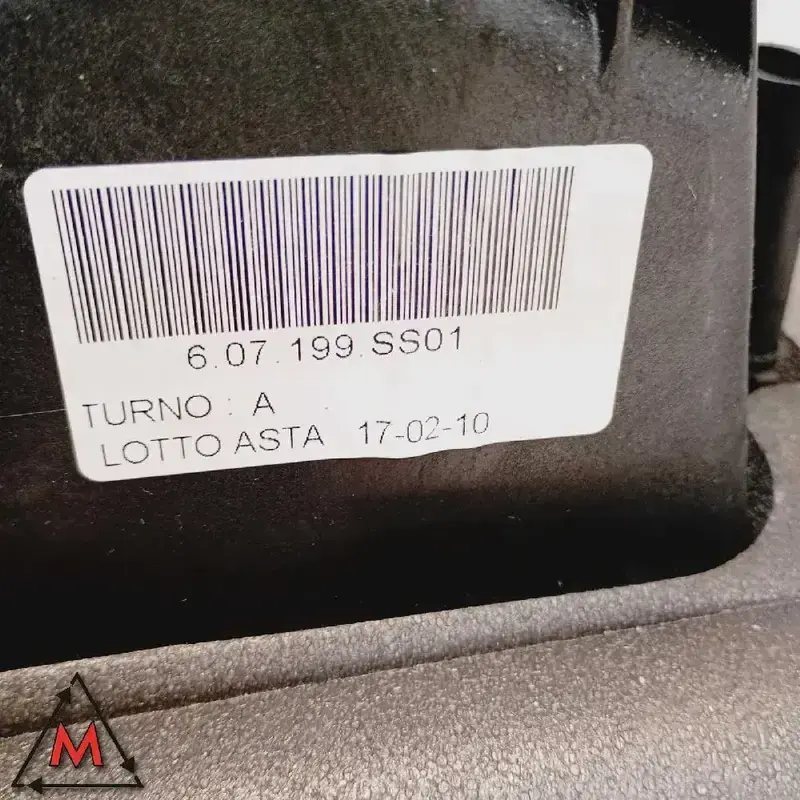 6.07.199.SS01
TURNO : A
LOTTO ASTA 17-02-10
M